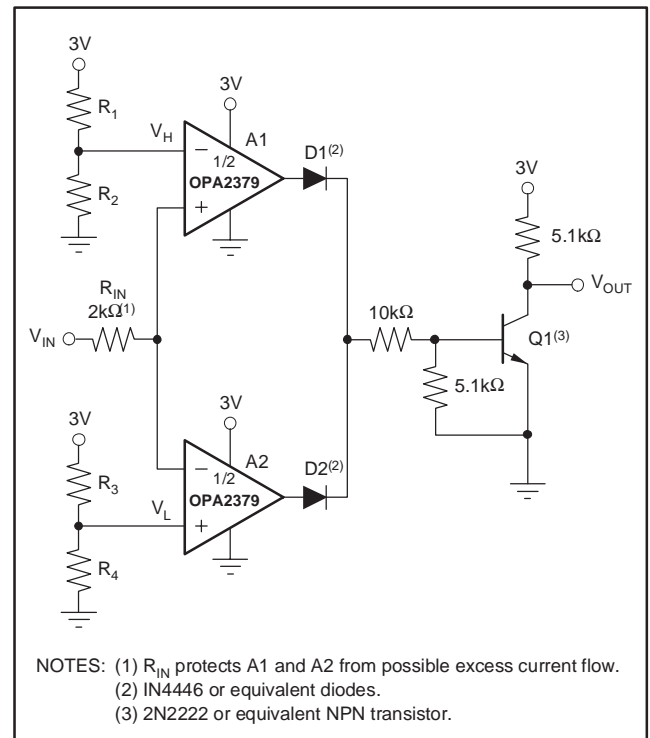 3V
R1
VH
R2
3V
A1
−
1/2
OPA2379
+
D1(2)
3V
5.1kΩ
VOUT
RIN
2kΩ(1)
VIN
10kΩ
Q1(3)
5.1kΩ
3V
R3
VL
R4
3V
A2
−
1/2
OPA2379
+
D2(2)
NOTES: (1) RIN protects A1 and A2 from possible excess current flow.
(2) IN4446 or equivalent diodes.
(3) 2N2222 or equivalent NPN transistor.